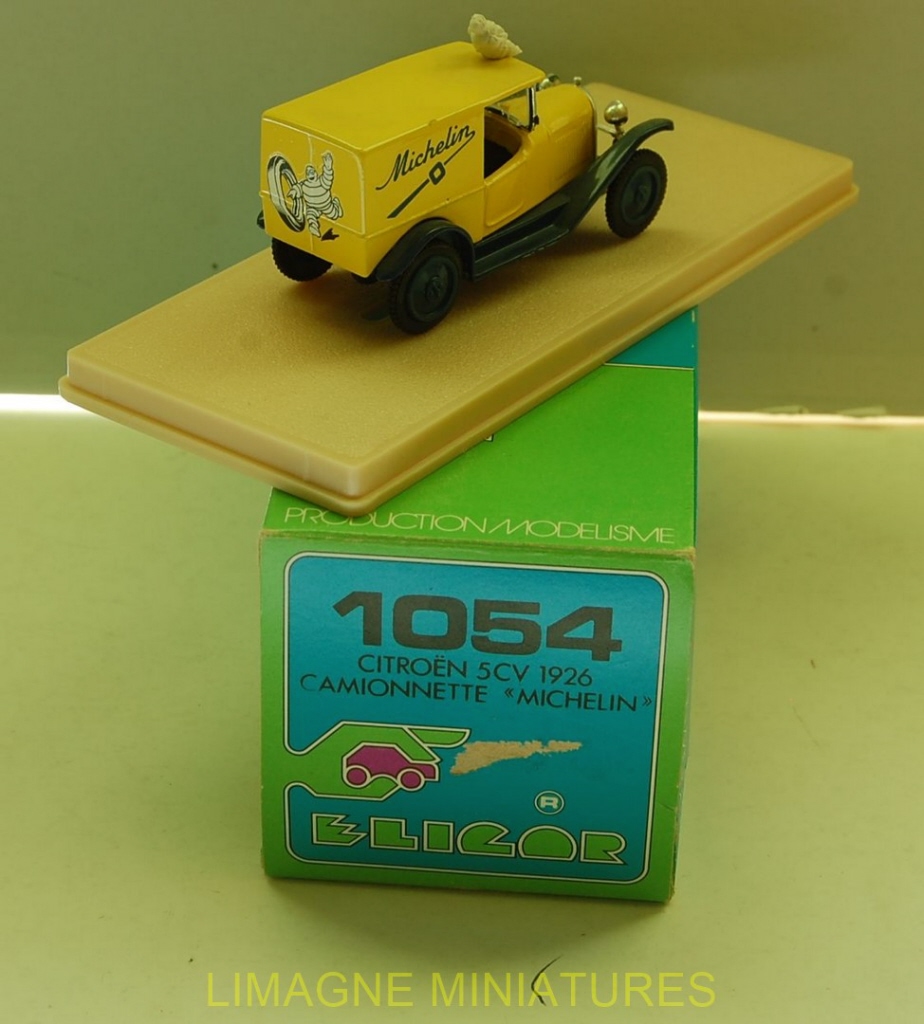 Michelin
PRODUCTION/MODELISME
1054
CITROËN 5CV 1926
CAMIONNETTE «MICHELIN»
®
ELIGOR
LIMAGNE MINIATURES